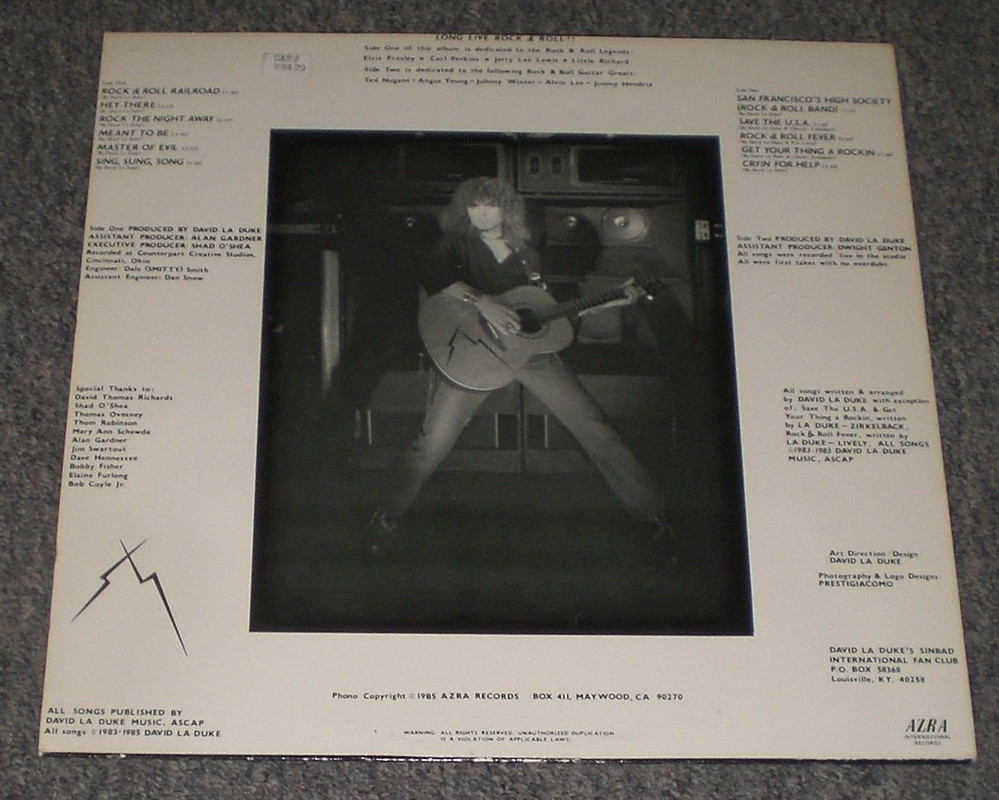 LONG LIVE ROCK & ROLL!!
Side One of this album is dedicated to the Rock & Roll Legends:
Elvis Presley • Carl Perkins • Jerry Lee Lewis • Little Richard
Side Two is dedicated to the following Rock & Roll Guitar Greats:
Ted Nugent – Angus Young – Johnny Winter – Alvin Lee – Jimmy Hendrix
Side One
ROCK & ROLL RAILROAD
HEY THERE
ROCK THE NIGHT AWAY
MEANT TO BE
MASTER OF EVIL
SING, SUNG, SONG
Side One PRODUCED BY DAVID LA DUKE
ASSISTANT PRODUCER: ALAN GARDNER
EXECUTIVE PRODUCER: SHAD O'SHEA
Recorded at Counterpart Creative Studios,
Cincinnati, Ohio
Engineer: Dale (SMITTY) Smith
Assistant Engineer: Dan Snow
Special Thanks to:
David Thomas Richards
Shad O'Shea
Thomas Ovesney
Thom Robinson
Mary Ann Schewda
Alan Gardner
Jim Swartout
Dave Hennessee
Bobby Fisher
Elaine Furlong
Bob Coyle Jr.
ALL SONGS PUBLISHED BY
DAVID LA DUKE MUSIC, ASCAP
All songs ©1983-1985 DAVID LA DUKE
Side Two
SAN FRANCISCO'S HIGH SOCIETY
(ROCK & ROLL BAND)
SAVE THE U.S.A.
ROCK & ROLL FEVER
GET YOUR THING A ROCKIN
CRYIN FOR HELP
Side Two PRODUCED BY DAVID LA DUKE
ASSISTANT PRODUCER: DWIGHT GENTON
All songs were recorded live in the studio
All were first takes with no overdubs.
All songs written & arranged
by DAVID LA DUKE with exception
of; Save The U.S.A. & Get
Your Thing a Rockin, written
by LA DUKE – ZIRKELBACK,
Rock & Roll Fever, written by
LA DUKE – LIVELY, ALL SONGS
©1983-1985 DAVID LA DUKE
MUSIC, ASCAP
Art Direction/Design
DAVID LA DUKE
Photography & Logo Designs:
PRESTIGIACOMO
DAVID LA DUKE'S SINBAD
INTERNATIONAL FAN CLUB
P.O. BOX 58368
Louisville, KY. 40258
Phono Copyright ©1985 AZRA RECORDS BOX 411, MAYWOOD, CA 90270
WARNING: ALL RIGHTS RESERVED. UNAUTHORIZED DUPLICATION
IS A VIOLATION OF APPLICABLE LAWS.
AZRA
INTERNATIONAL
RECORDS